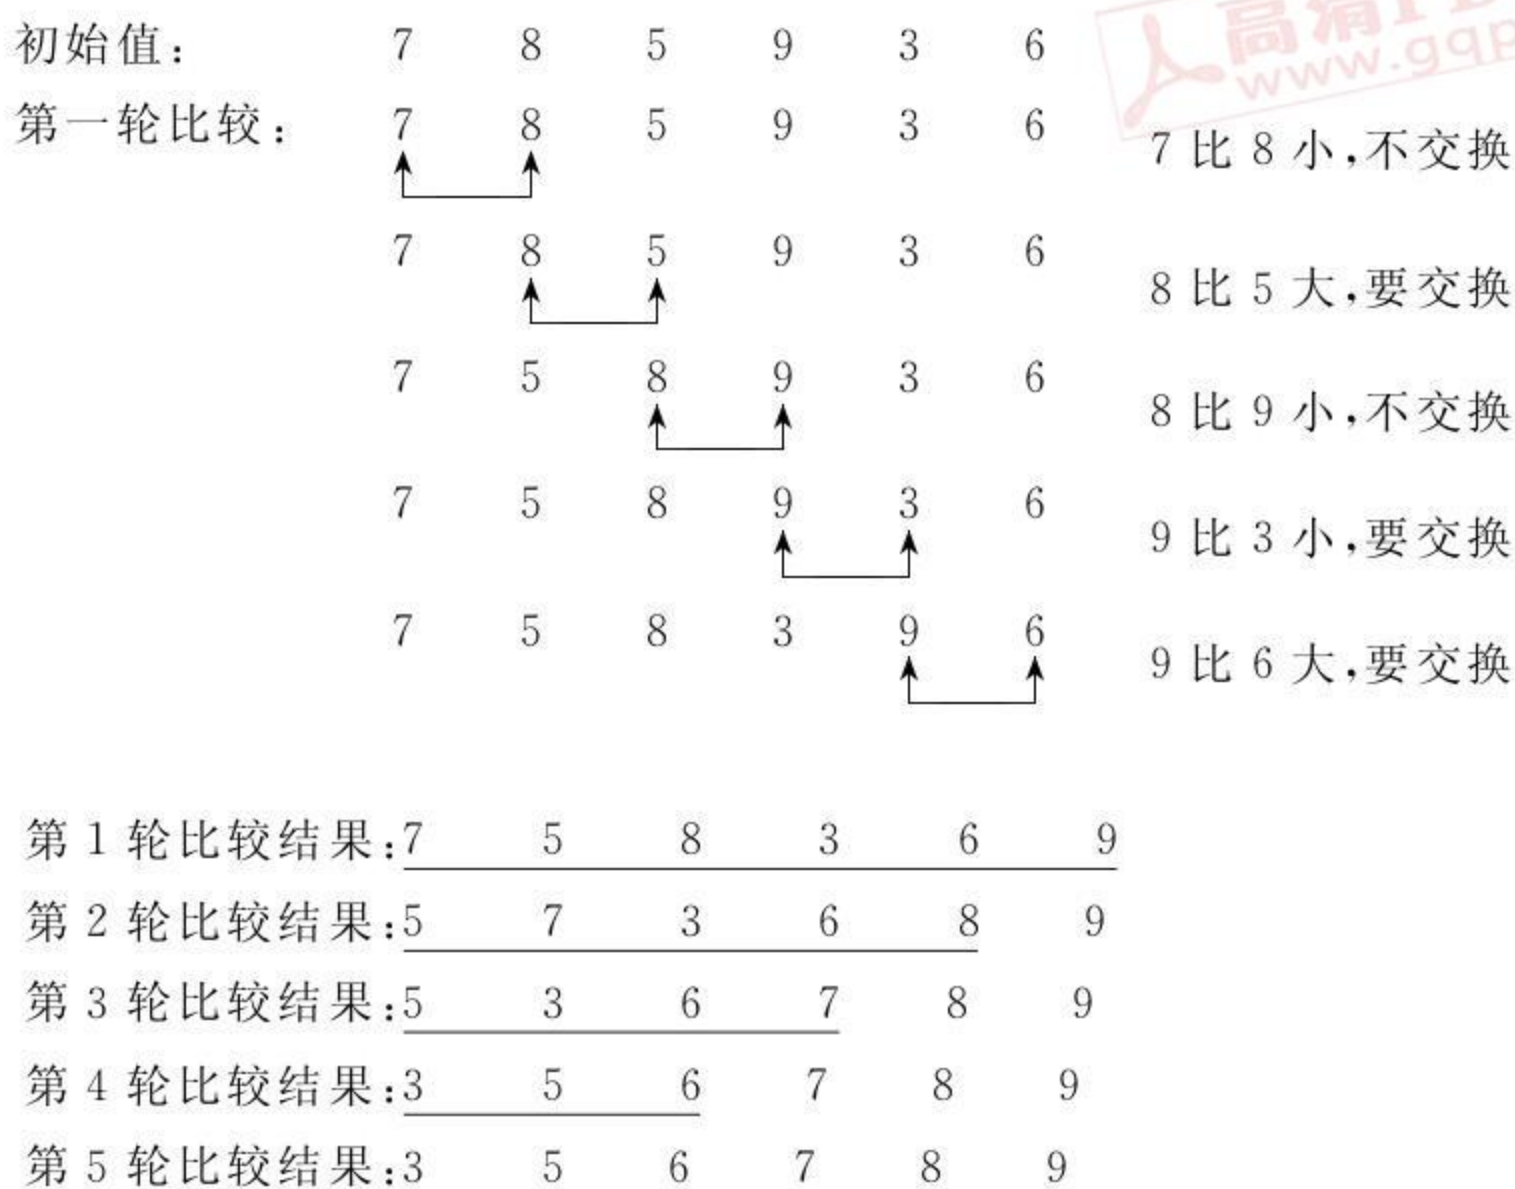 初始值： 7 8 5 9 3 6
第一轮比较： 7 8 5 9 3 6 7 比 8 小，不交换
7 8 5 9 3 6 8 比 5 大，要交换
7 5 8 9 3 6 8 比 9 小，不交换
7 5 8 9 3 6 9 比 3 小，要交换
7 5 8 3 9 6 9 比 6 大，要交换
第 1 轮比较结果：7 5 8 3 6 9
第 2 轮比较结果：5 7 3 6 8 9
第 3 轮比较结果：5 3 6 7 8 9
第 4 轮比较结果：3 5 6 7 8 9
第 5 轮比较结果：3 5 6 7 8 9
高清
www.gqp